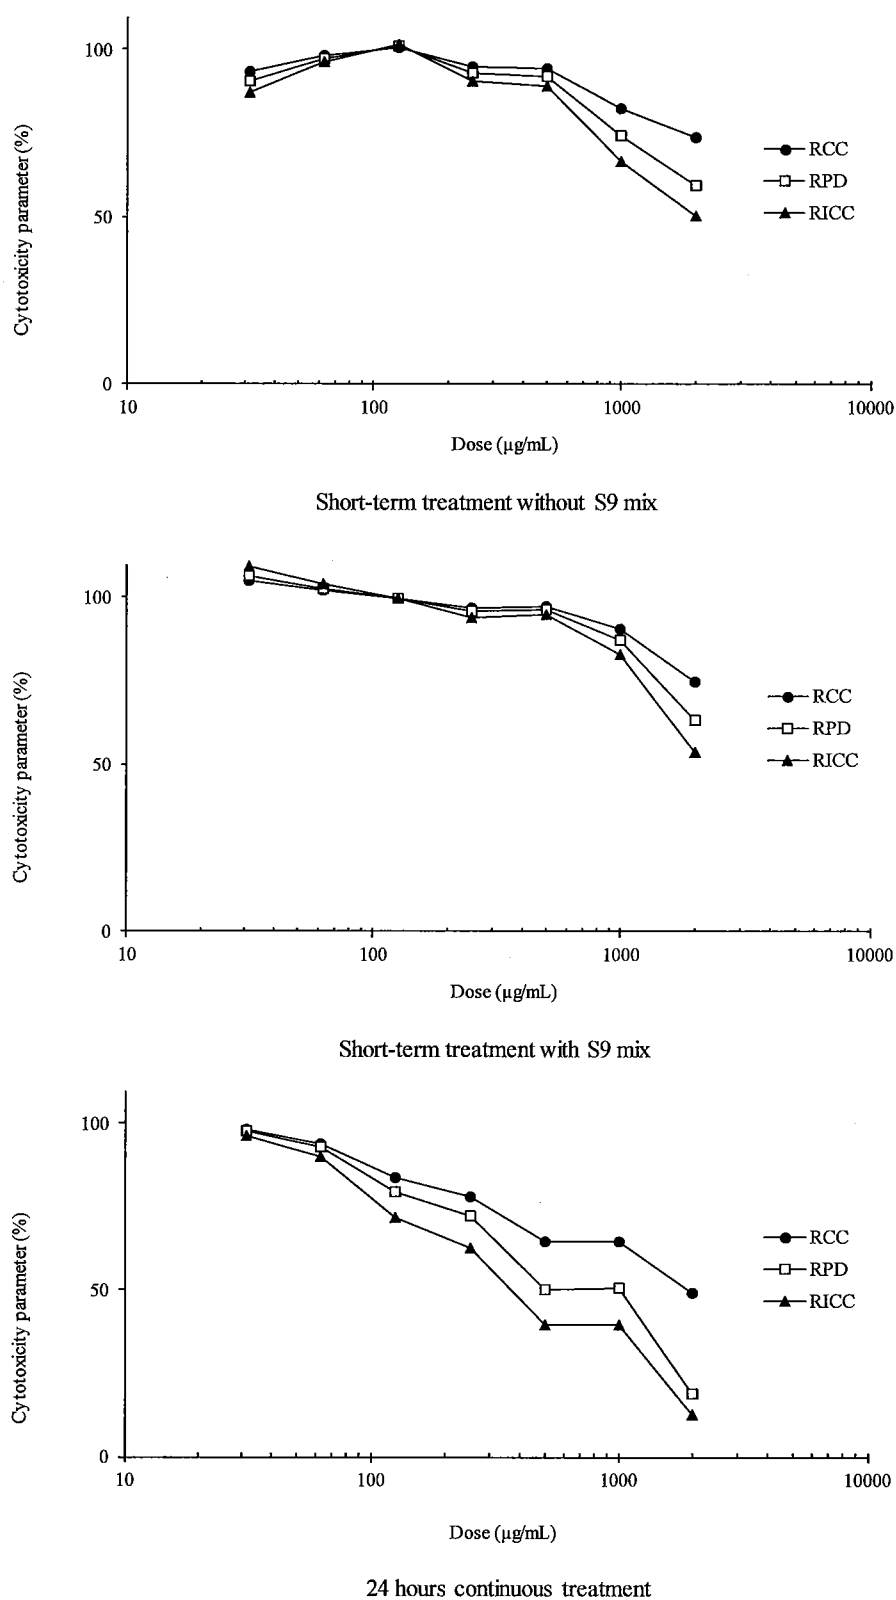 100
50
0
Cytotoxicity parameter (%)
RCC
RPD
RICC
10 100 1000 10000
Dose (µg/mL)
Short-term treatment without S9 mix
100
50
0
Cytotoxicity parameter (%)
RCC
RPD
RICC
10 100 1000 10000
Dose (µg/mL)
Short-term treatment with S9 mix
100
50
0
Cytotoxicity parameter (%)
RCC
RPD
RICC
10 100 1000 10000
Dose (µg/mL)
24 hours continuous treatment